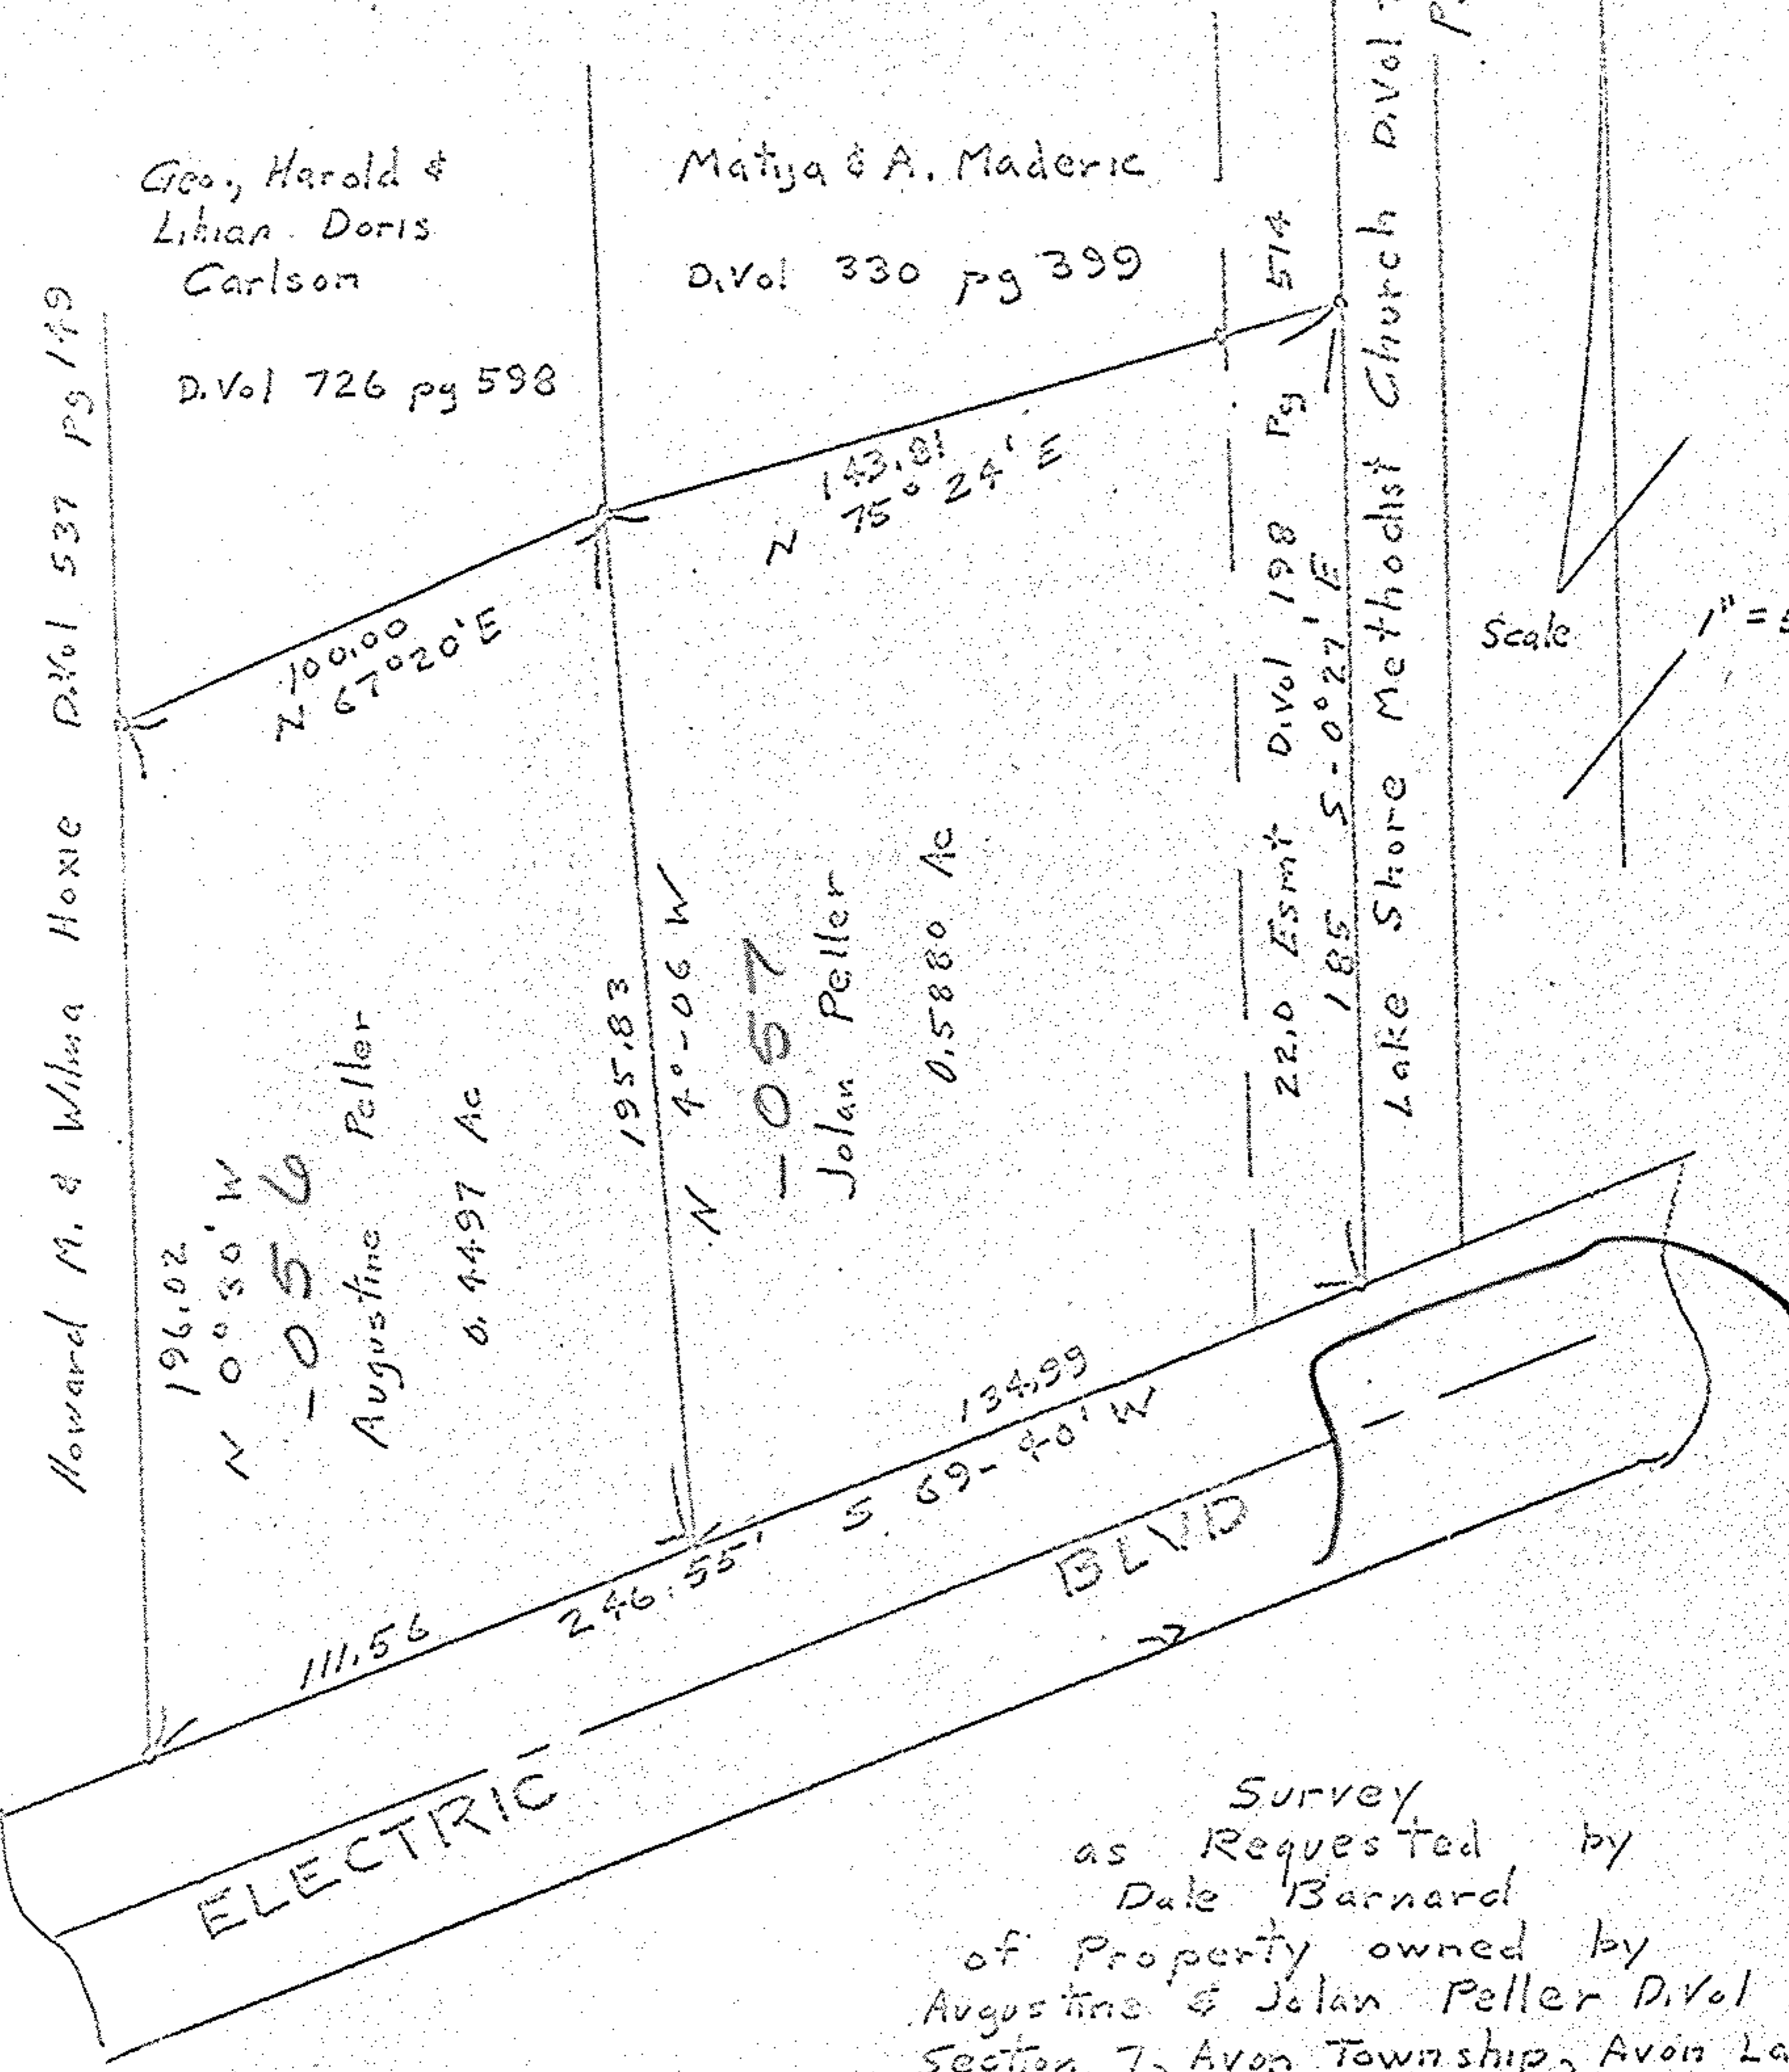 Geo., Harold &
Lilian Doris
Carlson
D.Vol 726 pg 598
Matija & A. Maderic
D.Vol 330 pg 399
Howard M. & Wilma Hoxie D.Vol 537 pg 149
100.00
N 67°20'E
143.81
N 75°24'E
196.02
N 0°30'W
-056
Augustine Peller
0.4497 Ac
195.83
N 4°-06 W
-057
Jolan Peller
0.5880 Ac
22.0 Esmt D.Vol 198 Pg 514
185 S-0°27'E
Lake Shore Methodist Church D.Vol
Scale
1" =
111.56
134.99
246.55' S 69-40'W
ELECTRIC BLVD
Survey
as Requested by
Dale Barnard
of Property owned by
Augustine & Jolan Peller D.Vol
Section 7, Avon Township, Avon La